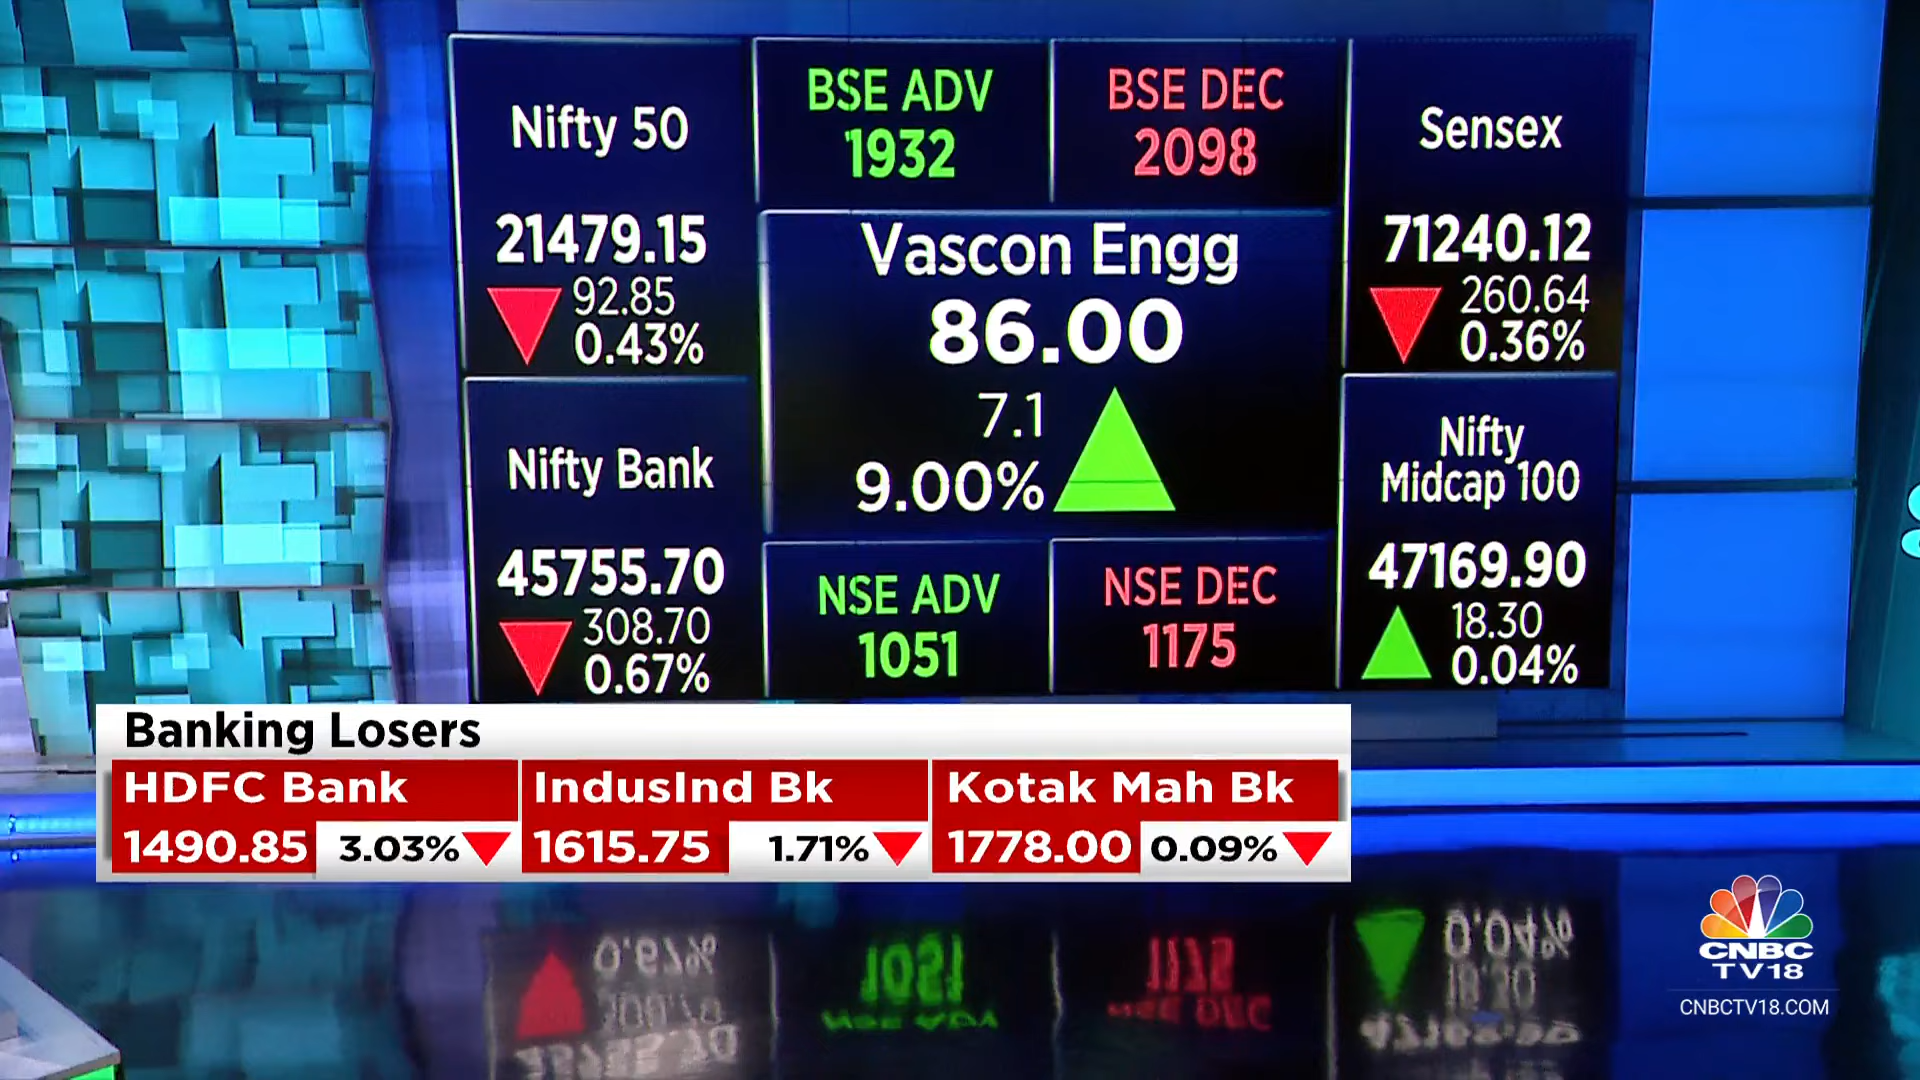 Nifty 50
21479.15
92.85
0.43%
BSE ADV
1932
BSE DEC
2098
Sensex
71240.12
260.64
0.36%
Vascon Engg
86.00
7.1
9.00%
Nifty Bank
45755.70
308.70
0.67%
NSE ADV
1051
NSE DEC
1175
Nifty
Midcap 100
47169.90
18.30
0.04%
Banking Losers
HDFC Bank
1490.85 3.03%
IndusInd Bk
1615.75 1.71%
Kotak Mah Bk
1778.00 0.09%
CNBC
TV18
CNBCTV18.COM